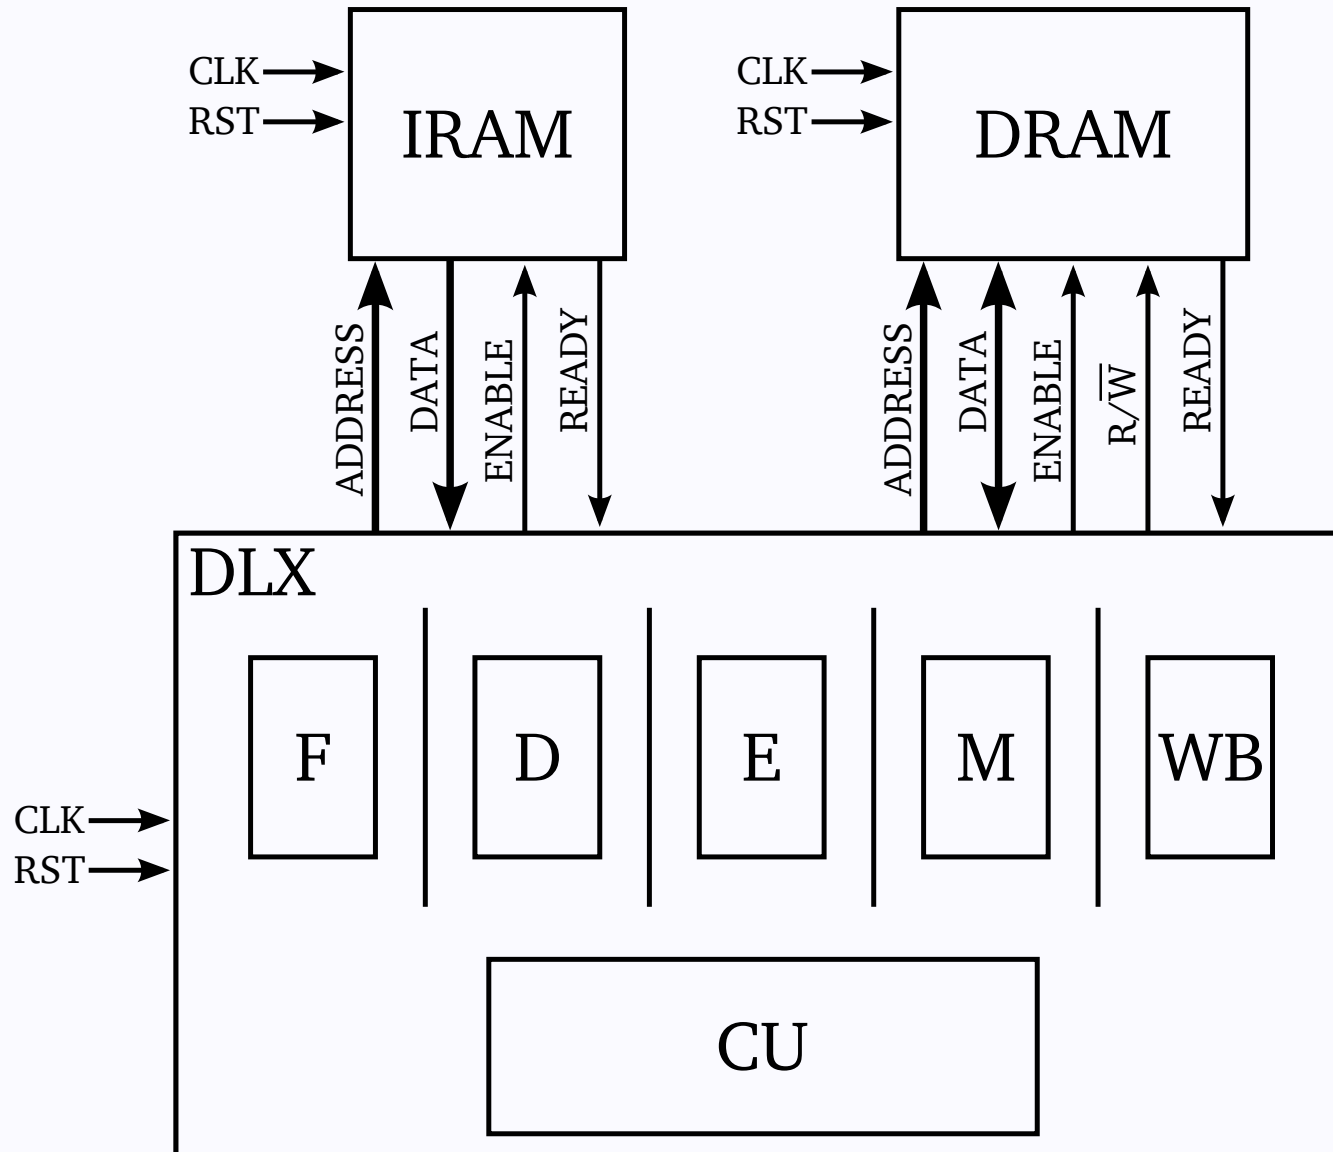 CLK
RST
IRAM
CLK
RST
DRAM
ADDRESS
DATA
ENABLE
READY
ADDRESS
DATA
ENABLE
R/W̅
READY
DLX
F
D
E
M
WB
CLK
RST
CU